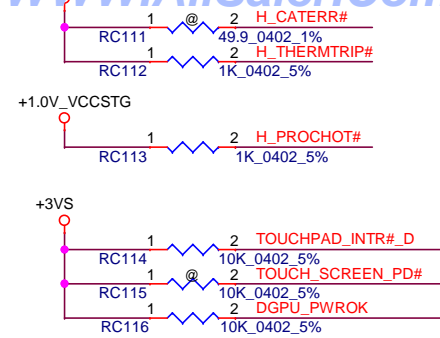 1 @ 2 H_CATERR#
RC111 49.9_0402_1%
1 2 H_THERMTRIP#
RC112 1K_0402_5%
+1.0V_VCCSTG
1 2 H_PROCHOT#
RC113 1K_0402_5%
+3VS
1 2 TOUCHPAD_INTR#_D
RC114 10K_0402_5%
1 @ 2 TOUCH_SCREEN_PD#
RC115 10K_0402_5%
1 2 DGPU_PWROK
RC116 10K_0402_5%